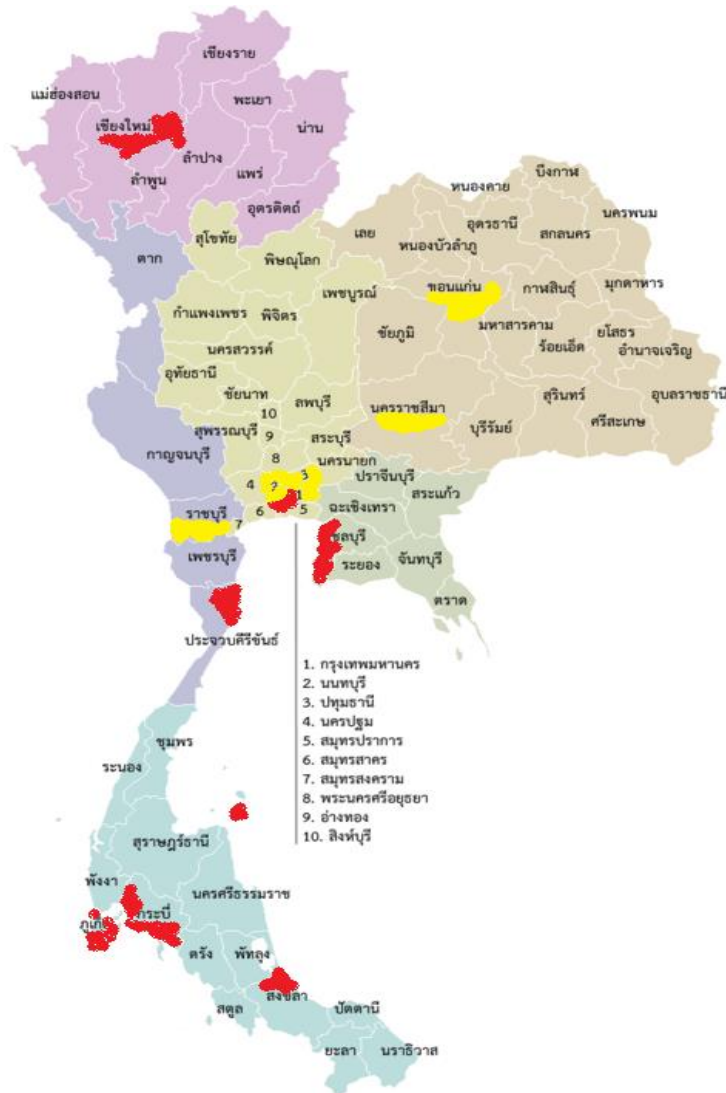 เชียงราย
แม่ฮ่องสอน
พะเยา
เชียงใหม่
น่าน
ลำปาง
ลำพูน
แพร่
อุตรดิตถ์
บึงกาฬ
หนองคาย
นครพนม
เลย
อุดรธานี
สกลนคร
หนองบัวลำภู
สุโขทัย
ตาก
พิษณุโลก
ขอนแก่น
กาฬสินธุ์
มุกดาหาร
เพชรบูรณ์
กำแพงเพชร
พิจิตร
ชัยภูมิ
มหาสารคาม
ยโสธร
ร้อยเอ็ด
อำนาจเจริญ
นครสวรรค์
อุทัยธานี
ชัยนาท
ลพบุรี
นครราชสีมา
สุรินทร์
อุบลราชธานี
บุรีรัมย์
ศรีสะเกษ
10
สุพรรณบุรี
9
สระบุรี
กาญจนบุรี
8
นครนายก
ปราจีนบุรี
สระแก้ว
4
2
3
1
ราชบุรี
7
6
5
ฉะเชิงเทรา
ชลบุรี
เพชรบุรี
ระยอง
จันทบุรี
ตราด
ประจวบคีรีขันธ์
1. กรุงเทพมหานคร
2. นนทบุรี
3. ปทุมธานี
4. นครปฐม
5. สมุทรปราการ
6. สมุทรสาคร
7. สมุทรสงคราม
8. พระนครศรีอยุธยา
9. อ่างทอง
10. สิงห์บุรี
ชุมพร
ระนอง
สุราษฎร์ธานี
พังงา
นครศรีธรรมราช
กระบี่
ภูเก็ต
ตรัง
พัทลุง
สงขลา
สตูล
ปัตตานี
ยะลา
นราธิวาส